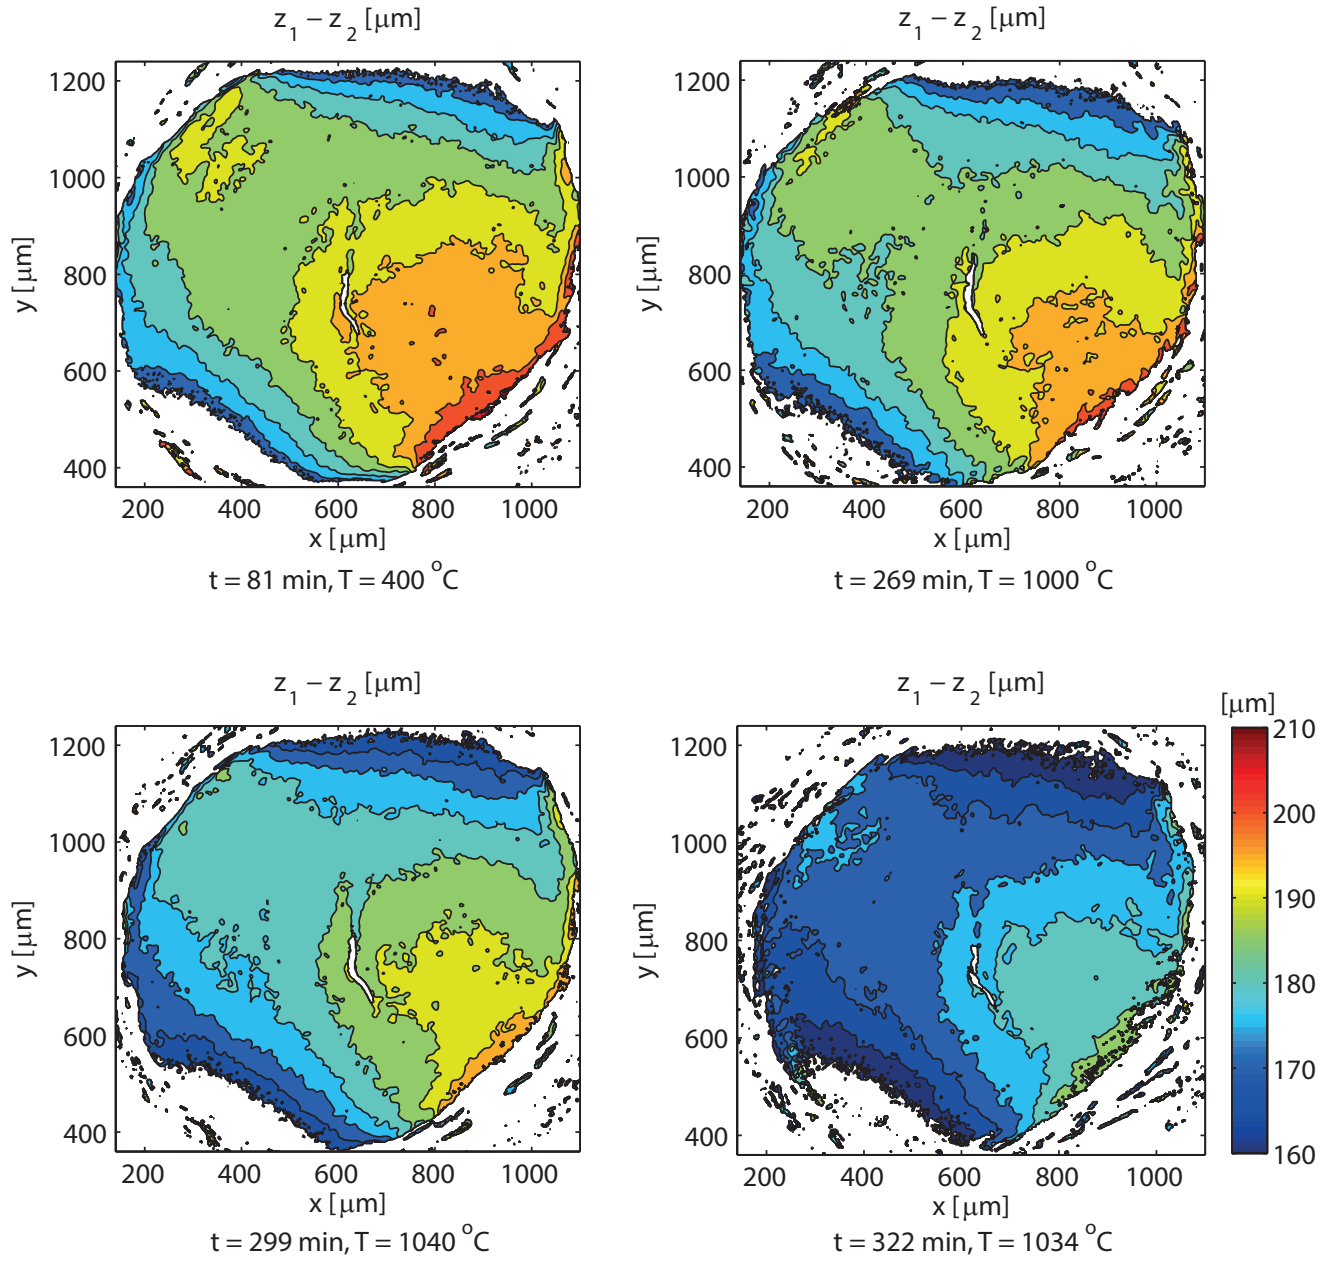 z1 − z2 [μm]
1200
1000
800
600
400
y [μm]
200 400 600 800 1000
x [μm]
t = 81 min, T = 400 °C
z1 − z2 [μm]
1200
1000
800
600
400
y [μm]
200 400 600 800 1000
x [μm]
t = 269 min, T = 1000 °C
z1 − z2 [μm]
1200
1000
800
600
400
y [μm]
200 400 600 800 1000
x [μm]
t = 299 min, T = 1040 °C
z1 − z2 [μm]
1200
1000
800
600
400
y [μm]
200 400 600 800 1000
x [μm]
t = 322 min, T = 1034 °C
[μm]
210
200
190
180
170
160